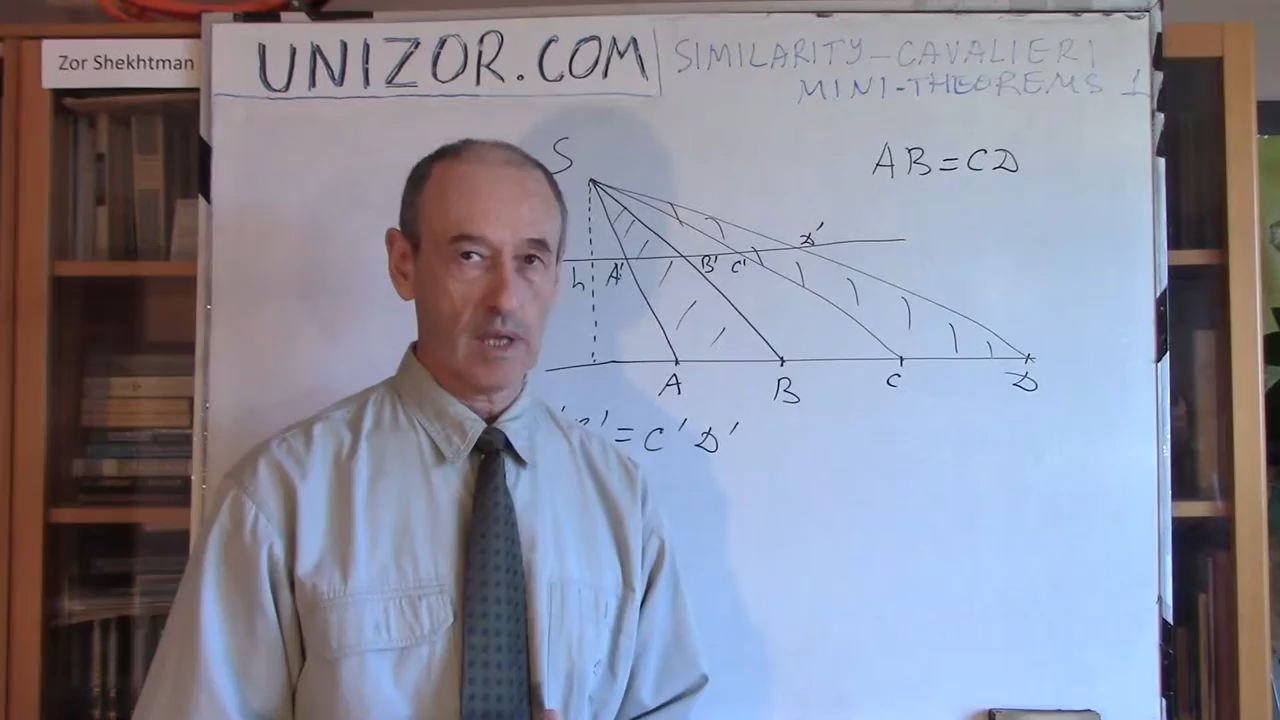 Zor Shekhtman
UNIZOR.COM
SIMILARITY-CAVALIERI
MINI-THEOREMS 1
S
AB=CD
D'
h A' B' C'
A B C D
B'=C'D'